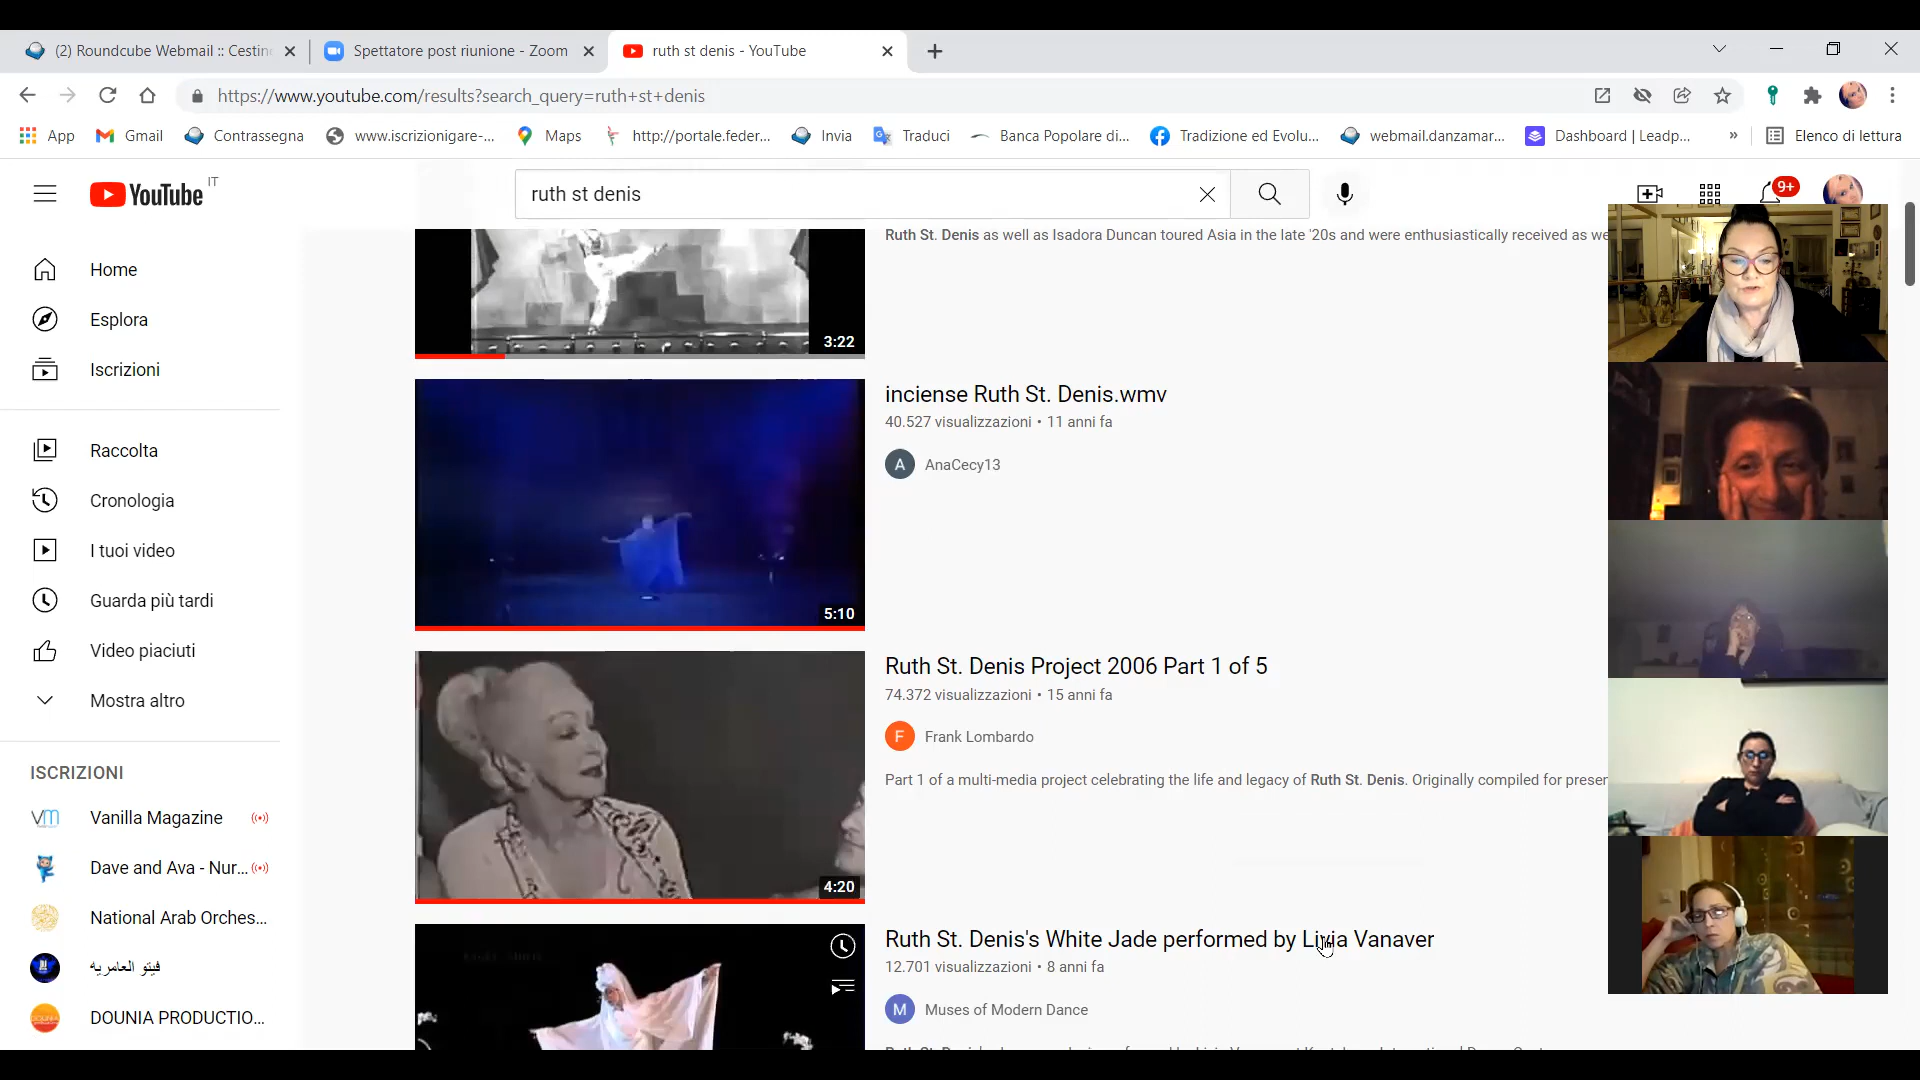 (2) Roundcube Webmail :: Cestin
Spettatore post riunione - Zoom
ruth st denis - YouTube
https://www.youtube.com/results?search_query=ruth+st+denis
App
Gmail
Contrassegna
www.iscrizionigare-...
Maps
http://portale.feder...
Invia
Traduci
Banca Popolare di...
Tradizione ed Evolu...
webmail.danzamar...
Dashboard | Leadp...
»
Elenco di lettura
YouTube IT
ruth st denis
9+
Home
Esplora
Iscrizioni
Raccolta
Cronologia
I tuoi video
Guarda più tardi
Video piaciuti
Mostra altro
ISCRIZIONI
VM Vanilla Magazine
Dave and Ava - Nur...
National Arab Orches...
فيتو العامريه
DOUNIA PRODUCTIO...
Ruth St. Denis as well as Isadora Duncan toured Asia in the late '20s and were enthusiastically received as we
3:22
inciense Ruth St. Denis.wmv
40.527 visualizzazioni • 11 anni fa
A AnaCecy13
5:10
Ruth St. Denis Project 2006 Part 1 of 5
74.372 visualizzazioni • 15 anni fa
F Frank Lombardo
Part 1 of a multi-media project celebrating the life and legacy of Ruth St. Denis. Originally compiled for preser
4:20
Ruth St. Denis's White Jade performed by Livia Vanaver
12.701 visualizzazioni • 8 anni fa
M Muses of Modern Dance